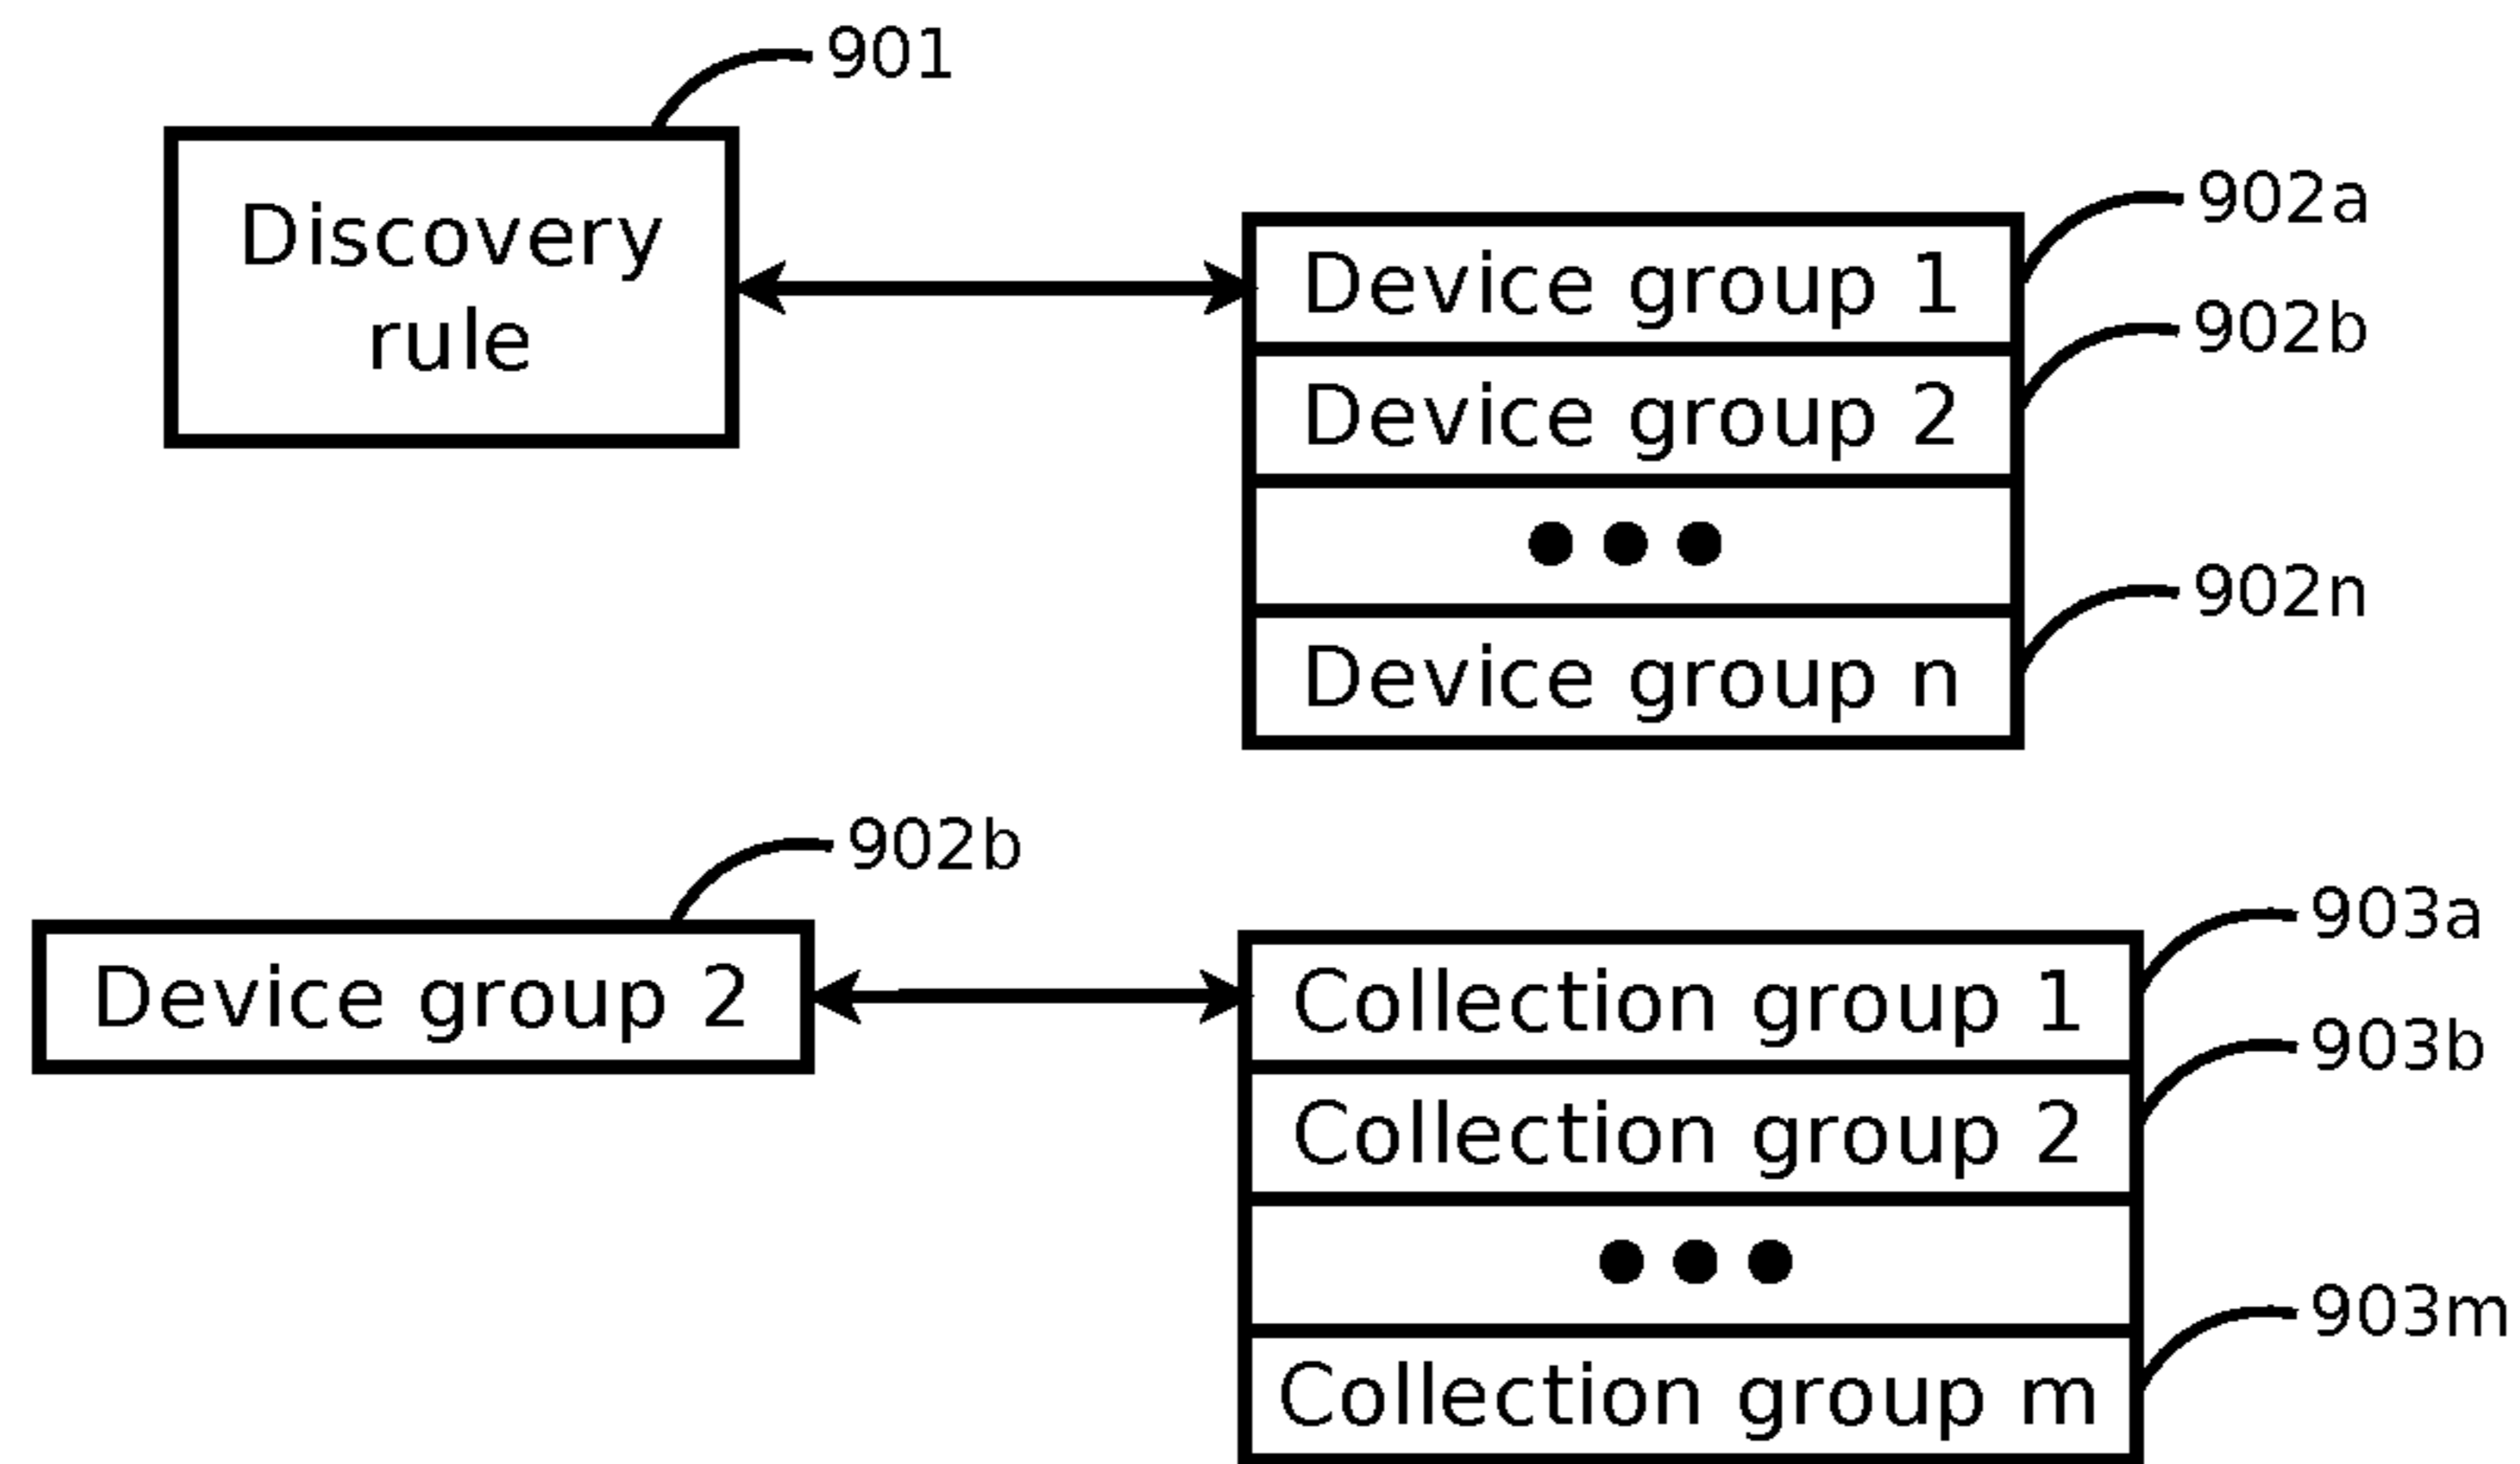 901
Discovery
rule
902a
Device group 1
902b
Device group 2
902n
Device group n
902b
Device group 2
903a
Collection group 1
903b
Collection group 2
903m
Collection group m